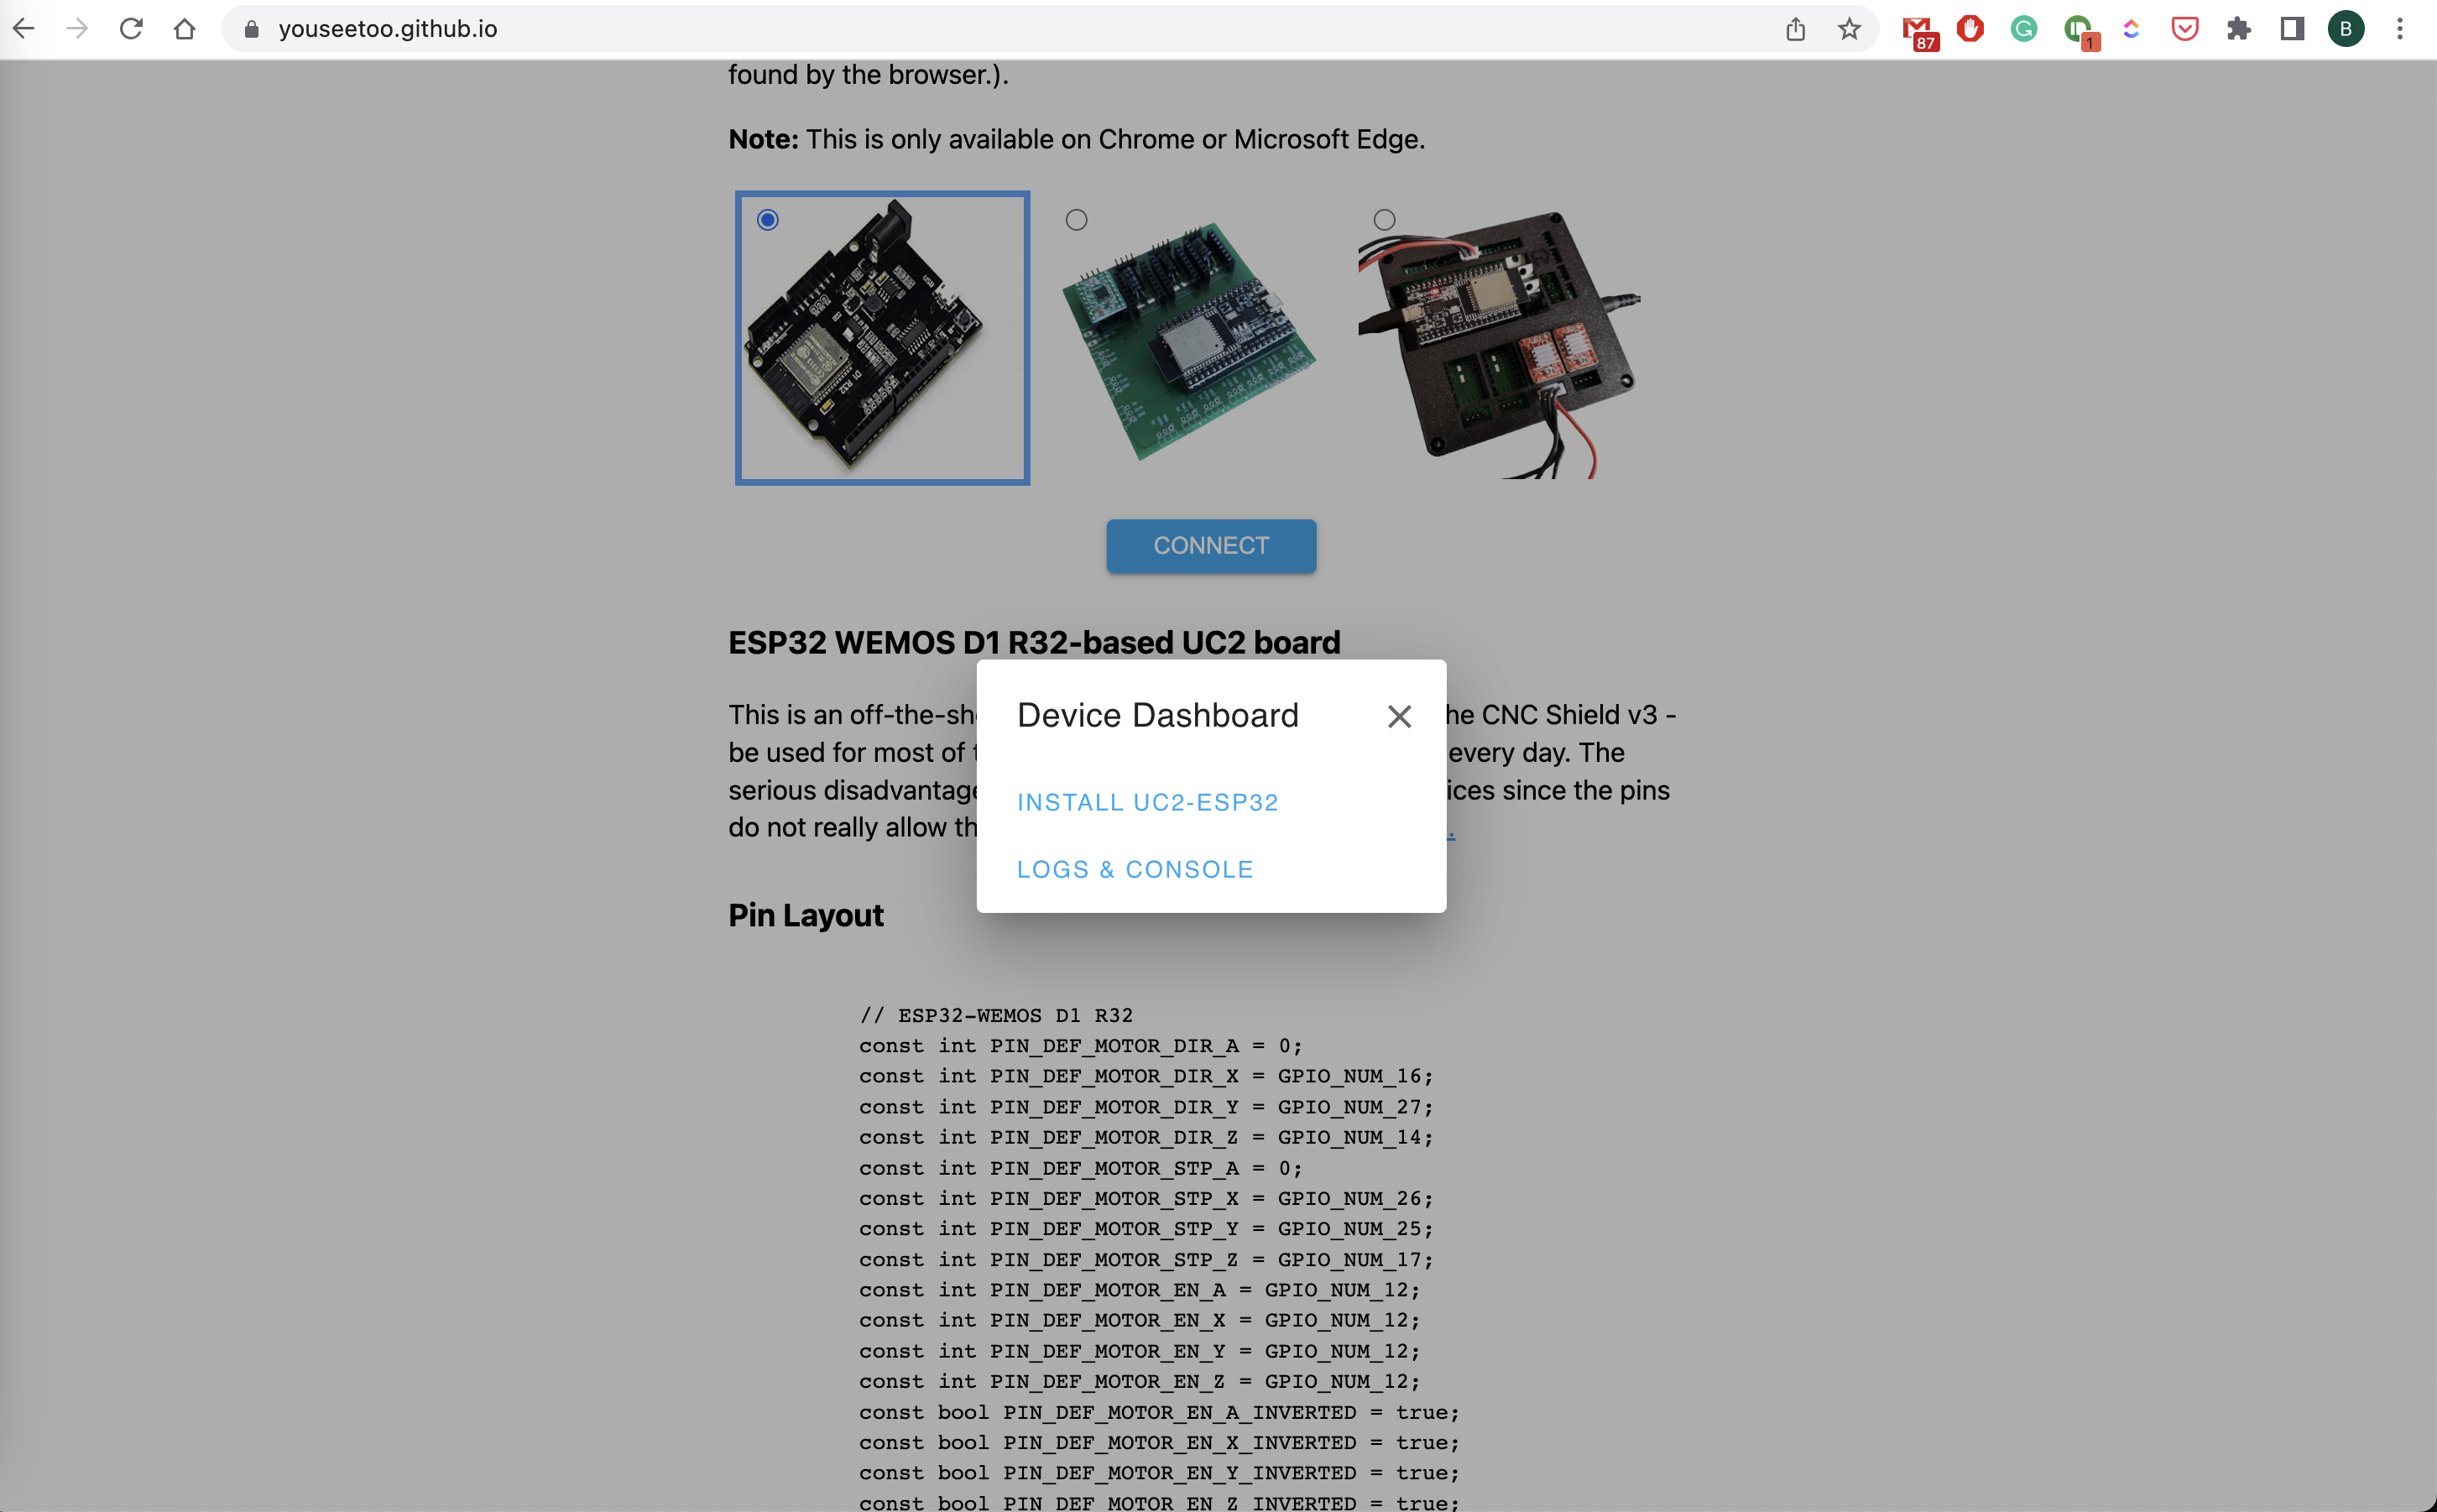 youseetoo.github.io
87
1
B
found by the browser.).
Note: This is only available on Chrome or Microsoft Edge.
D1 R32
CONNECT
ESP32 WEMOS D1 R32-based UC2 board
This is an off-the-sh he CNC Shield v3 -
be used for most of every day. The
serious disadvantage ices since the pins
do not really allow th .
Device Dashboard
INSTALL UC2-ESP32
LOGS & CONSOLE
Pin Layout
// ESP32-WEMOS D1 R32
const int PIN_DEF_MOTOR_DIR_A = 0;
const int PIN_DEF_MOTOR_DIR_X = GPIO_NUM_16;
const int PIN_DEF_MOTOR_DIR_Y = GPIO_NUM_27;
const int PIN_DEF_MOTOR_DIR_Z = GPIO_NUM_14;
const int PIN_DEF_MOTOR_STP_A = 0;
const int PIN_DEF_MOTOR_STP_X = GPIO_NUM_26;
const int PIN_DEF_MOTOR_STP_Y = GPIO_NUM_25;
const int PIN_DEF_MOTOR_STP_Z = GPIO_NUM_17;
const int PIN_DEF_MOTOR_EN_A = GPIO_NUM_12;
const int PIN_DEF_MOTOR_EN_X = GPIO_NUM_12;
const int PIN_DEF_MOTOR_EN_Y = GPIO_NUM_12;
const int PIN_DEF_MOTOR_EN_Z = GPIO_NUM_12;
const bool PIN_DEF_MOTOR_EN_A_INVERTED = true;
const bool PIN_DEF_MOTOR_EN_X_INVERTED = true;
const bool PIN_DEF_MOTOR_EN_Y_INVERTED = true;
const bool PIN_DEF_MOTOR_EN_Z_INVERTED = true;